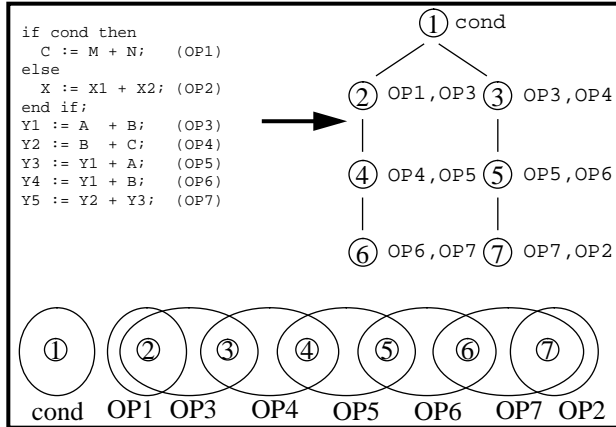 if cond then
C := M + N; (OP1)
else
X := X1 + X2; (OP2)
end if;
Y1 := A + B; (OP3)
Y2 := B + C; (OP4)
Y3 := Y1 + A; (OP5)
Y4 := Y1 + B; (OP6)
Y5 := Y2 + Y3; (OP7)
1 cond
2 OP1,OP3 3 OP3,OP4
4 OP4,OP5 5 OP5,OP6
6 OP6,OP7 7 OP7,OP2
1 2 3 4 5 6 7
cond OP1 OP3 OP4 OP5 OP6 OP7 OP2